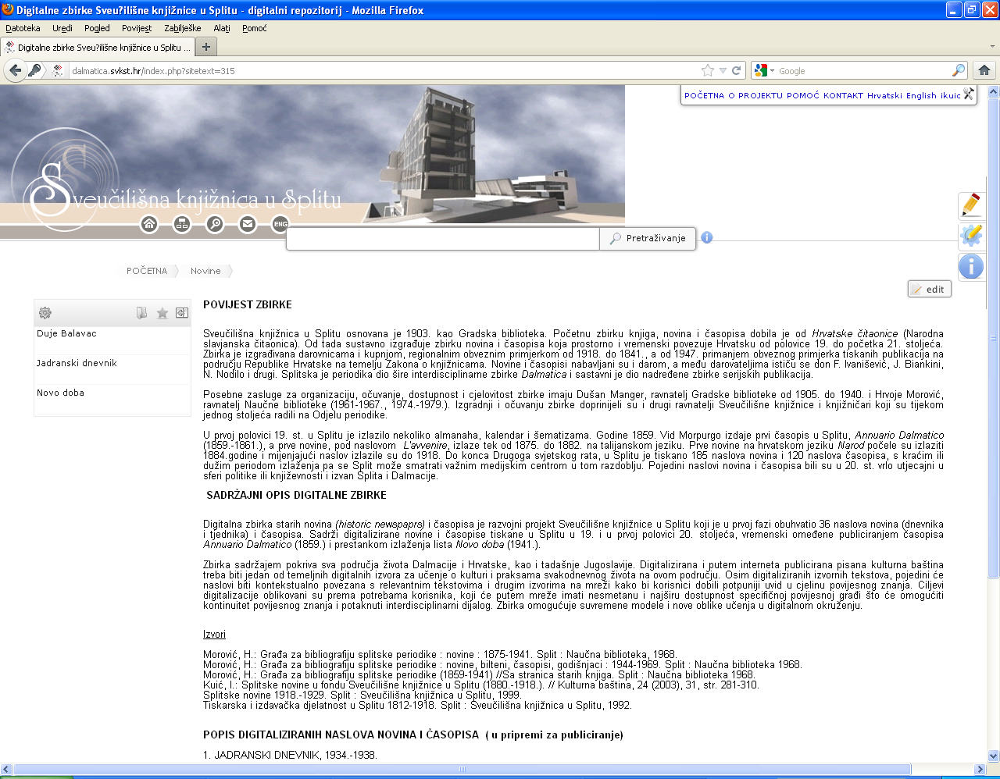 Digitalne zbirke Sveu?ilišne knjižnice u Splitu - digitalni repozitorij - Mozilla Firefox
Datoteka Uredi Pogled Povijest Zabilješke Alati Pomoć
Digitalne zbirke Sveu?ilišne knjižnice u Splitu ...
dalmatica.svkst.hr/index.php?sitetext=315
Google
POČETNA O PROJEKTU POMOĆ KONTAKT Hrvatski English ikuic
Sveučilišna knjižnica u Splitu
ENG
Pretraživanje
POČETNA Novine
edit
Duje Balavac
Jadranski dnevnik
Novo doba
POVIJEST ZBIRKE
Sveučilišna knjižnica u Splitu osnovana je 1903. kao Gradska biblioteka. Početnu zbirku knjiga, novina i časopisa dobila je od Hrvatske čitaonice (Narodna
slavjanska čitaonica). Od tada sustavno izgrađuje zbirku novina i časopisa koja prostorno i vremenski povezuje Hrvatsku od polovice 19. do početka 21. stoljeća.
Zbirka je izgrađivana darovnicama i kupnjom, regionalnim obveznim primjerkom od 1918. do 1841., a od 1947. primanjem obveznog primjerka tiskanih publikacija na
području Republike Hrvatske na temelju Zakona o knjižnicama. Novine i časopisi nabavljani su i darom, a među darovateljima ističu se don F. Ivanišević, J. Biankini,
N. Nodilo i drugi. Splitska je periodika dio šire interdisciplinarne zbirke Dalmatica i sastavni je dio nadređene zbirke serijskih publikacija.
Posebne zasluge za organizaciju, očuvanje, dostupnost i cjelovitost zbirke imaju Dušan Manger, ravnatelj Gradske biblioteke od 1905. do 1940. i Hrvoje Morović,
ravnatelj Naučne biblioteke (1961-1967., 1974.-1979.). Izgradnji i očuvanju zbirke doprinijeli su i drugi ravnatelji Sveučilišne knjižnice i knjižničari koji su tijekom
jednog stoljeća radili na Odjelu periodike.
U prvoj polovici 19. st. u Splitu je izlazilo nekoliko almanaha, kalendar i šematizama. Godine 1859. Vid Morpurgo izdaje prvi časopis u Splitu, Annuario Dalmatico
(1859.-1861.), a prve novine, pod naslovom L'avvenire, izlaze tek od 1875. do 1882. na talijanskom jeziku. Prve novine na hrvatskom jeziku Narod počele su izlaziti
1884.godine i mijenjajući naslov izlazile su do 1918. Do konca Drugoga svjetskog rata, u Splitu je tiskano 185 naslova novina i 120 naslova časopisa, s kraćim ili
dužim periodom izlaženja pa se Split može smatrati važnim medijskim centrom u tom razdoblju. Pojedini naslovi novina i časopisa bili su u 20. st. vrlo utjecajni u
sferi politike ili književnosti i izvan Splita i Dalmacije.
SADRŽAJNI OPIS DIGITALNE ZBIRKE
Digitalna zbirka starih novina (historic newspaprs) i časopisa je razvojni projekt Sveučilišne knjižnice u Splitu koji je u prvoj fazi obuhvatio 36 naslova novina (dnevnika
i tjednika) i časopisa. Sadrži digitalizirane novine i časopise tiskane u Splitu u 19. i u prvoj polovici 20. stoljeća, vremenski omeđene publiciranjem časopisa
Annuario Dalmatico (1859.) i prestankom izlaženja lista Novo doba (1941.).
Zbirka sadržajem pokriva sva područja života Dalmacije i Hrvatske, kao i tadašnje Jugoslavije. Digitalizirana i putem interneta publicirana pisana kulturna baština
treba biti jedan od temeljnih digitalnih izvora za učenje o kulturi i praksama svakodnevnog života na ovom području. Osim digitaliziranih izvornih tekstova, pojedini će
naslovi biti kontekstualno povezana s relevantnim tekstovima i drugim izvorima na mreži kako bi korisnici dobili potpuniji uvid u cjelinu povijesnog znanja. Ciljevi
digitalizacije oblikovani su prema potrebama korisnika, koji će putem mreže imati nesmetanu i najširu dostupnost specifičnoj povijesnoj građi što će omogućiti
kontinuitet povijesnog znanja i potaknuti interdisciplinarni dijalog. Zbirka omogućuje suvremene modele i nove oblike učenja u digitalnom okruženju.
Izvori
Morović, H.: Građa za bibliografiju splitske periodike : novine : 1875-1941. Split : Naučna biblioteka, 1968.
Morović, H.: Građa za bibliografiju splitske periodike : novine, bilteni, časopisi, godišnjaci : 1944-1969. Split : Naučna biblioteka 1968.
Morović, H.: Građa za bibliografiju splitske periodike (1859-1941) //Sa stranica starih knjiga. Split : Naučna biblioteka 1968.
Kuić, I.: Splitske novine u fondu Sveučilišne knjižnice u Splitu (1880.-1918.). // Kulturna baština, 24 (2003), 31, str. 281-310.
Splitske novine 1918.-1929. Split : Sveučilišna knjižnica u Splitu, 1999.
Tiskarska i izdavačka djelatnost u Splitu 1812-1918. Split : Sveučilišna knjižnica u Splitu, 1992.
POPIS DIGITALIZIRANIH NASLOVA NOVINA I ČASOPISA ( u pripremi za publiciranje)
1. JADRANSKI DNEVNIK, 1934.-1938.